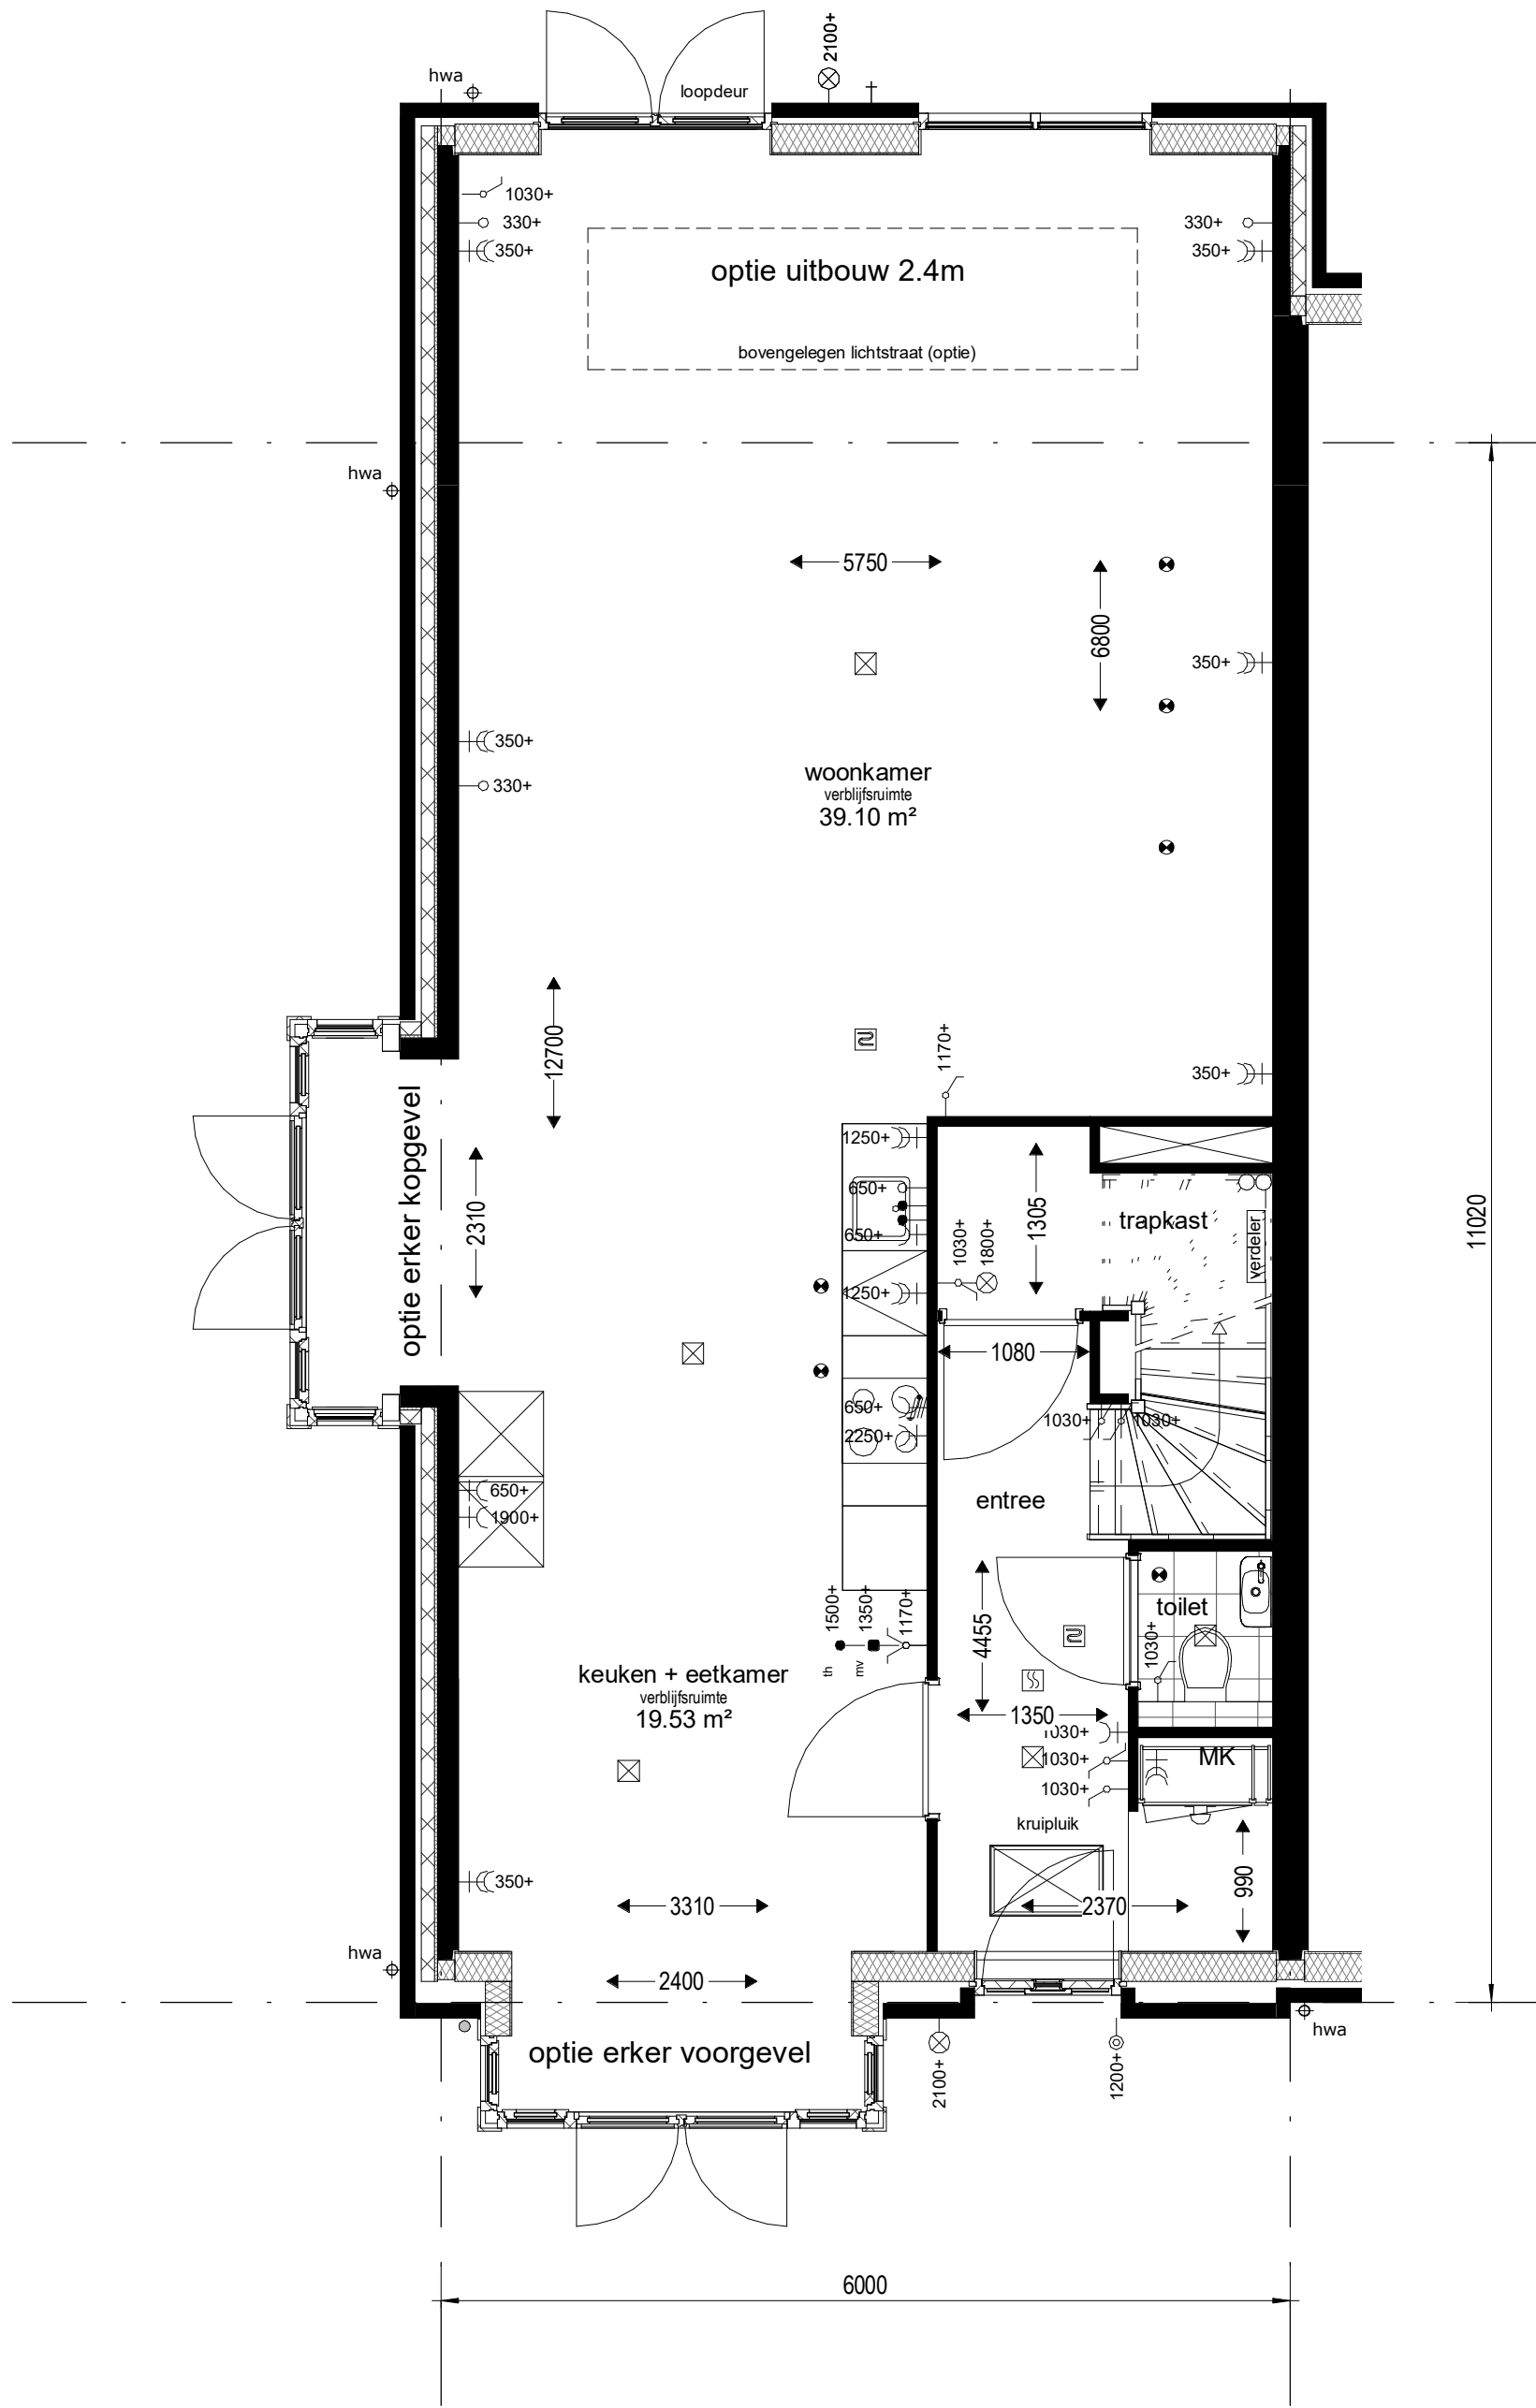 2100+
hwa
loopdeur
1030+
330+
350+
330+
350+
optie uitbouw 2.4m
bovengelegen lichtstraat (optie)
hwa
5750
6800
350+
350+
330+
woonkamer
verblijfsruimte
39.10 m²
12700
1170+
350+
optie erker kopgevel
2310
1250+
650+
650+
1250+
1030+
1800+
1305
trapkast
verdeler
11020
1080
650+
2250+
1030+
1030+
650+
1900+
entree
1500+
1350+
1170+
th
mv
4455
toilet
1030+
keuken + eetkamer
verblijfsruimte
19.53 m²
1350
1030+
1030+
1030+
MK
kruipluik
350+
3310
2370
990
hwa
2400
optie erker voorgevel
2100+
1200+
hwa
6000